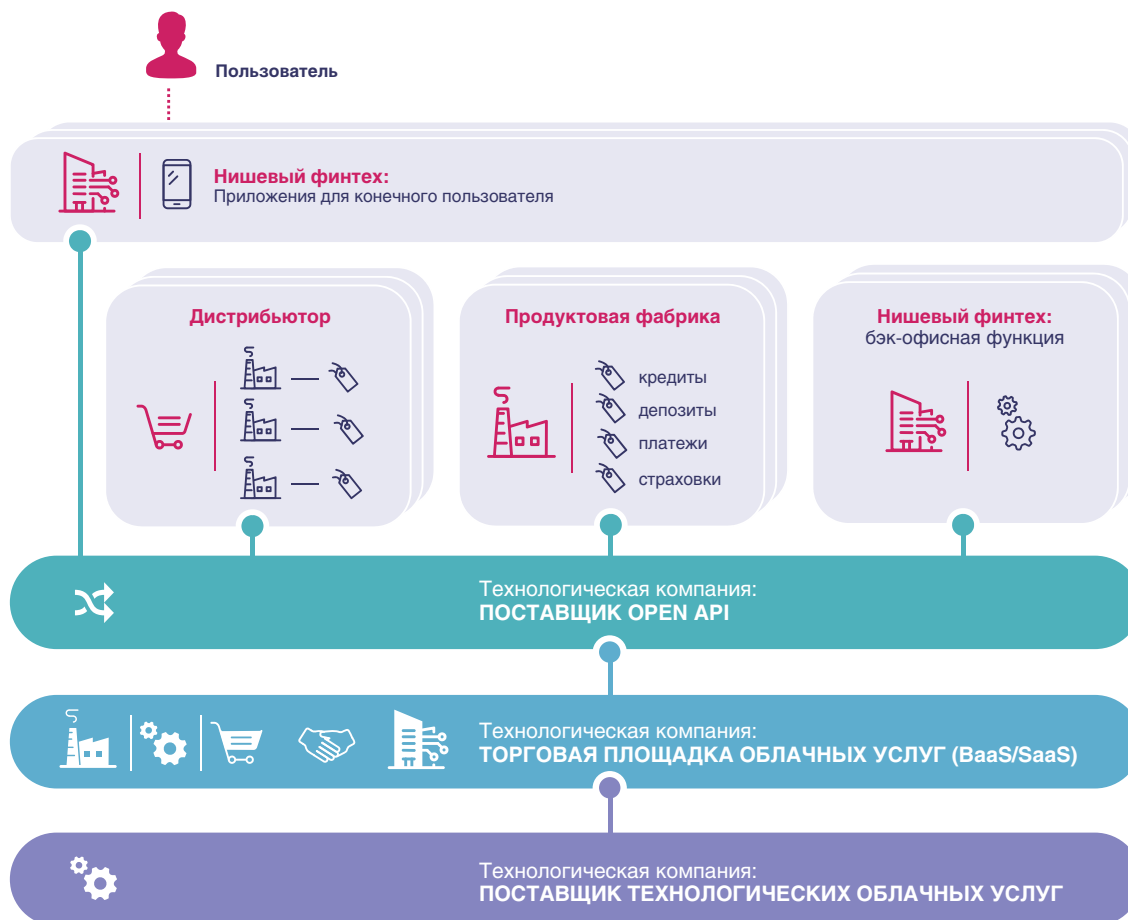 Пользователь
Нишевый финтех:
Приложения для конечного пользователя
Дистрибьютор
Продуктовая фабрика
кредиты
депозиты
платежи
страховки
Нишевый финтех:
бэк-офисная функция
Технологическая компания:
ПОСТАВЩИК OPEN API
Технологическая компания:
ТОРГОВАЯ ПЛОЩАДКА ОБЛАЧНЫХ УСЛУГ (BaaS/SaaS)
Технологическая компания:
ПОСТАВЩИК ТЕХНОЛОГИЧЕСКИХ ОБЛАЧНЫХ УСЛУГ